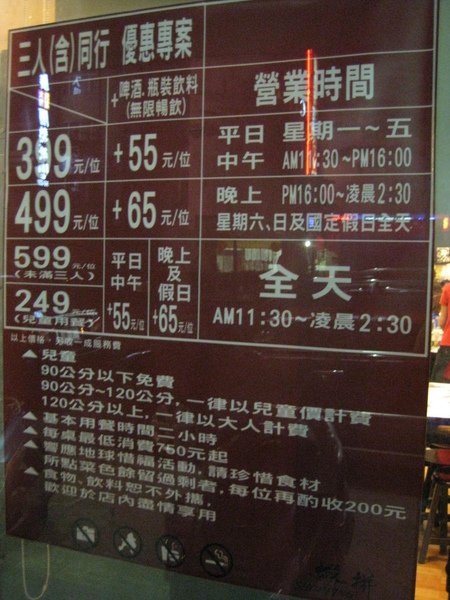 三人(含)同行 優惠專案
+啤酒.瓶裝飲料
(無限暢飲)
營業時間
399元/位
+55元/位
平日 星期一~五
中午 AM11:30~PM16:00
499元/位
+65元/位
晚上 PM16:00~凌晨2:30
星期六、日及國定假日全天
599元/位
(未滿三人)
平日中午+55元/位
晚上及假日+65元/位
全天
AM11:30~凌晨2:30
249元/位
(兒童用餐)
以上價格，另收一成服務費
▲兒童
90公分以下免費
90公分~120公分，一律以兒童價計費
120公分以上，一律以大人計費
▲基本用餐時間二小時
▲每桌最低消費750元起
▲響應地球惜福活動，請珍惜食材
所點菜色餘留過剩者，每位再酌收200元
▲食物、飲料恕不外攜，
歡迎於店內盡情享用